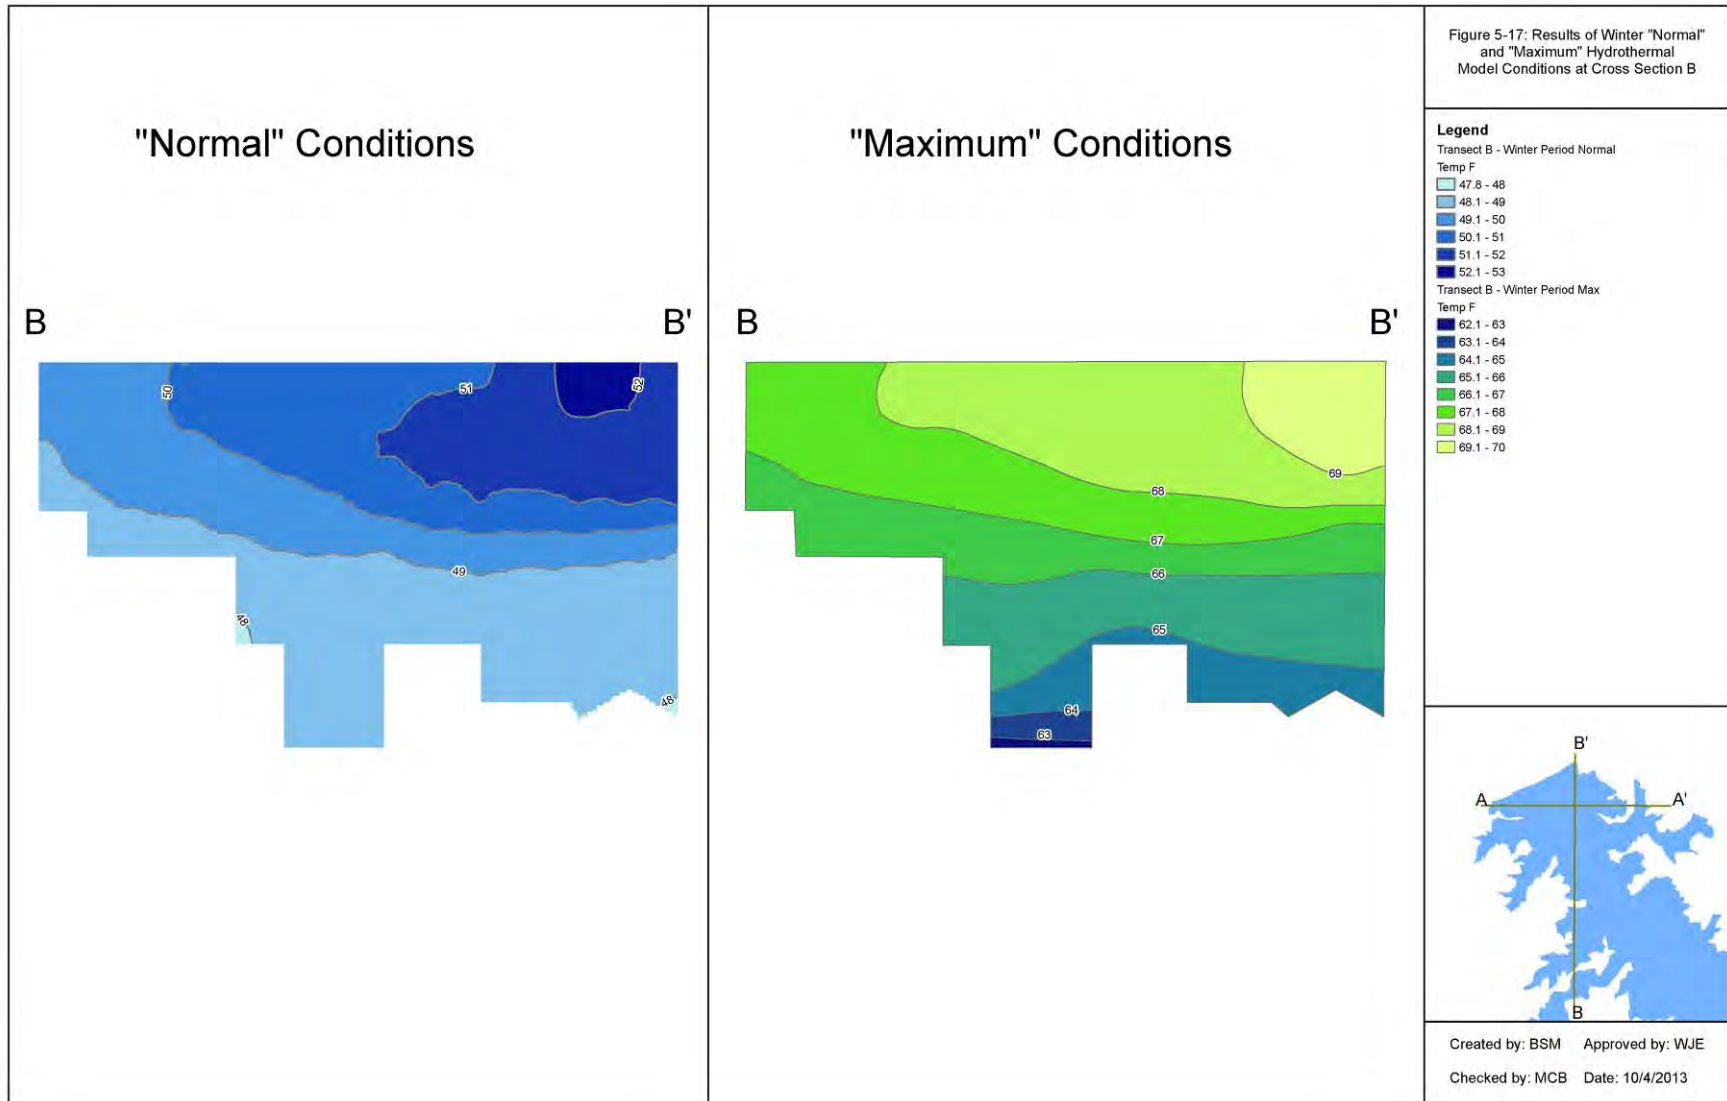 "Normal" Conditions
B
B'
50
51
52
49
48
48
"Maximum" Conditions
B
B'
69
68
67
66
65
64
63
Figure 5-17: Results of Winter "Normal"
and "Maximum" Hydrothermal
Model Conditions at Cross Section B
Legend
Transect B - Winter Period Normal
Temp F
47.8 - 48
48.1 - 49
49.1 - 50
50.1 - 51
51.1 - 52
52.1 - 53
Transect B - Winter Period Max
Temp F
62.1 - 63
63.1 - 64
64.1 - 65
65.1 - 66
66.1 - 67
67.1 - 68
68.1 - 69
69.1 - 70
B'
A
A'
B
Created by: BSM Approved by: WJE
Checked by: MCB Date: 10/4/2013